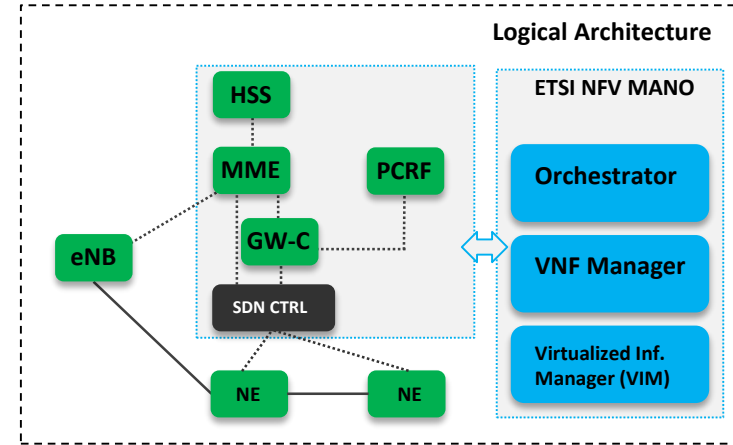 Logical Architecture
HSS
MME
PCRF
GW-C
eNB
SDN CTRL
NE
NE
ETSI NFV MANO
Orchestrator
VNF Manager
Virtualized Inf.
Manager (VIM)